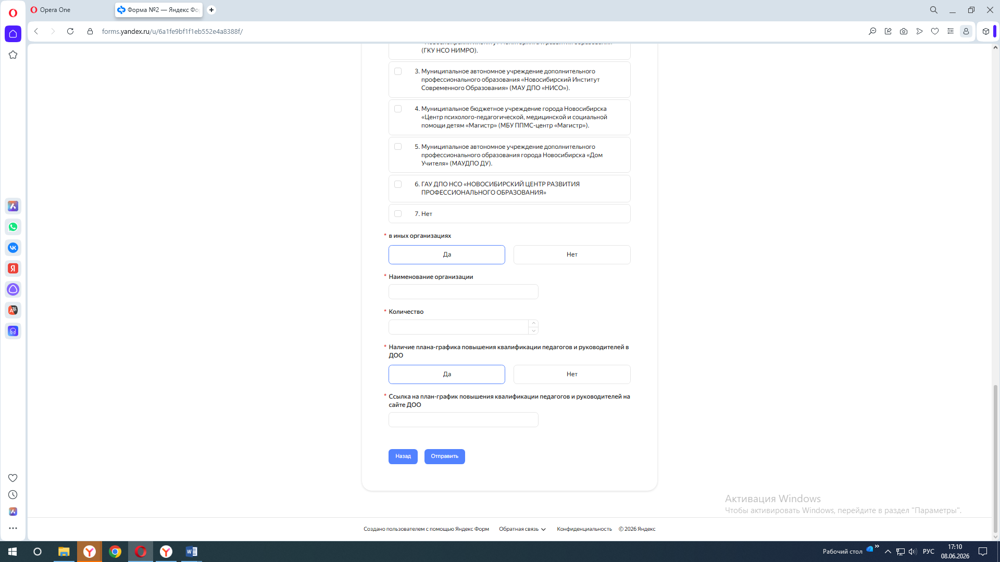 Opera One
Форма №2 — Яндекс Фо
forms.yandex.ru/u/6a1fe9bf1f1eb552e4a8388f/
(ГКУ НСО НИМРО).
3. Муниципальное автономное учреждение дополнительного
профессионального образования «Новосибирский Институт
Современного Образования» (МАУ ДПО «НИСО»).
4. Муниципальное бюджетное учреждение города Новосибирска
«Центр психолого-педагогической, медицинской и социальной
помощи детям «Магистр» (МБУ ППМС-центр «Магистр»).
5. Муниципальное автономное учреждение дополнительного
профессионального образования города Новосибирска «Дом
Учителя» (МАУДПО ДУ).
6. ГАУ ДПО НСО «НОВОСИБИРСКИЙ ЦЕНТР РАЗВИТИЯ
ПРОФЕССИОНАЛЬНОГО ОБРАЗОВАНИЯ»
7. Нет
* в иных организациях
Да
Нет
* Наименование организации
* Количество
* Наличие плана-графика повышения квалификации педагогов и руководителей в
ДОО
Да
Нет
* Ссылка на план-график повышения квалификации педагогов и руководителей на
сайте ДОО
Назад
Отправить
Активация Windows
Чтобы активировать Windows, перейдите в раздел "Параметры".
Создано пользователем с помощью Яндекс Форм
Обратная связь
Конфиденциальность
© 2026 Яндекс
Рабочий стол
РУС
17:10
08.06.2026